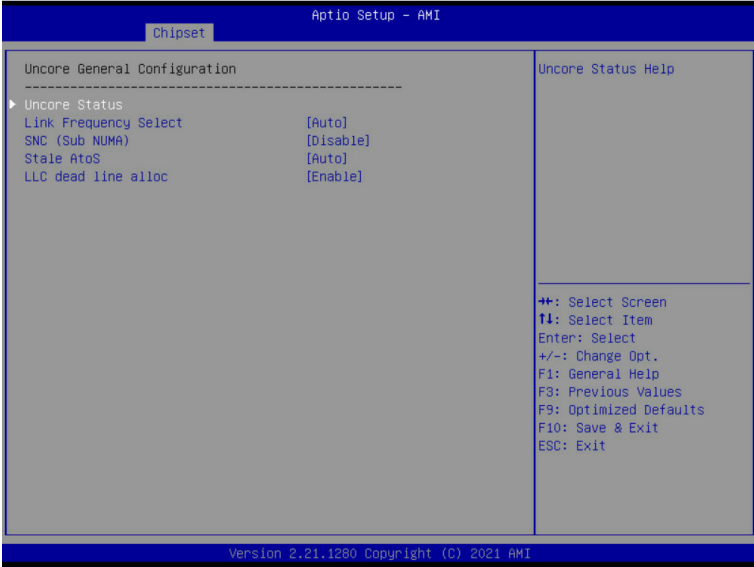 Aptio Setup – AMI
Chipset
Uncore General Configuration
--------------------------------------------------
Uncore Status
Link Frequency Select [Auto]
SNC (Sub NUMA) [Disable]
Stale AtoS [Auto]
LLC dead line alloc [Enable]
Uncore Status Help
→←: Select Screen
↑↓: Select Item
Enter: Select
+/-: Change Opt.
F1: General Help
F3: Previous Values
F9: Optimized Defaults
F10: Save & Exit
ESC: Exit
Version 2.21.1280 Copyright (C) 2021 AMI